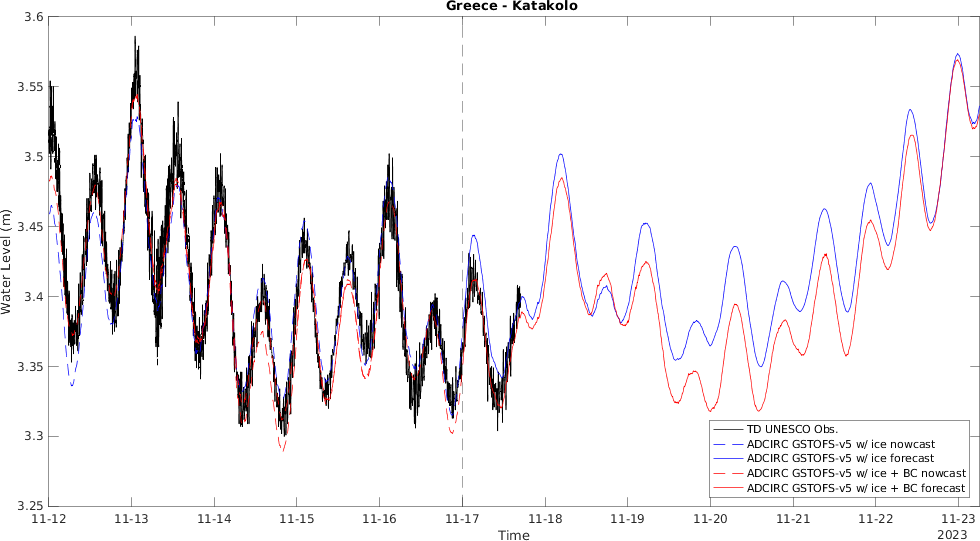 Greece - Katakolo
3.6
3.55
3.5
3.45
3.4
3.35
3.3
3.25
Water Level (m)
TD UNESCO Obs.
ADCIRC GSTOFS-v5 w/ ice nowcast
ADCIRC GSTOFS-v5 w/ ice forecast
ADCIRC GSTOFS-v5 w/ ice + BC nowcast
ADCIRC GSTOFS-v5 w/ ice + BC forecast
11-12 11-13 11-14 11-15 11-16 11-17 11-18 11-19 11-20 11-21 11-22 11-23
Time
2023